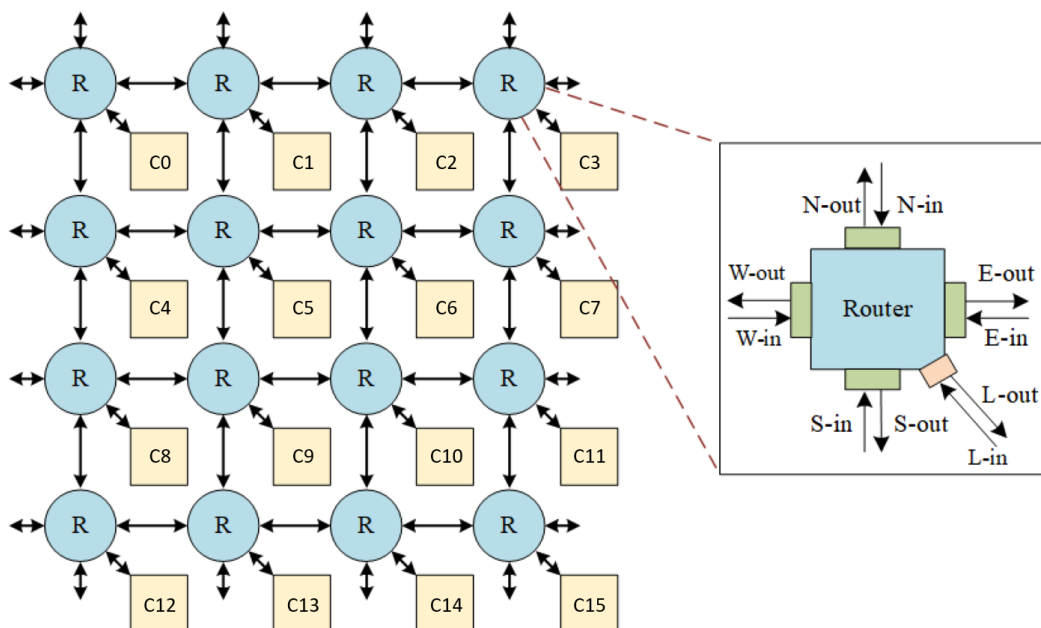 R R R R
C0 C1 C2 C3
R R R R
C4 C5 C6 C7
R R R R
C8 C9 C10 C11
R R R R
C12 C13 C14 C15
N-out N-in
W-out E-out
Router
W-in E-in
S-in S-out L-out
L-in